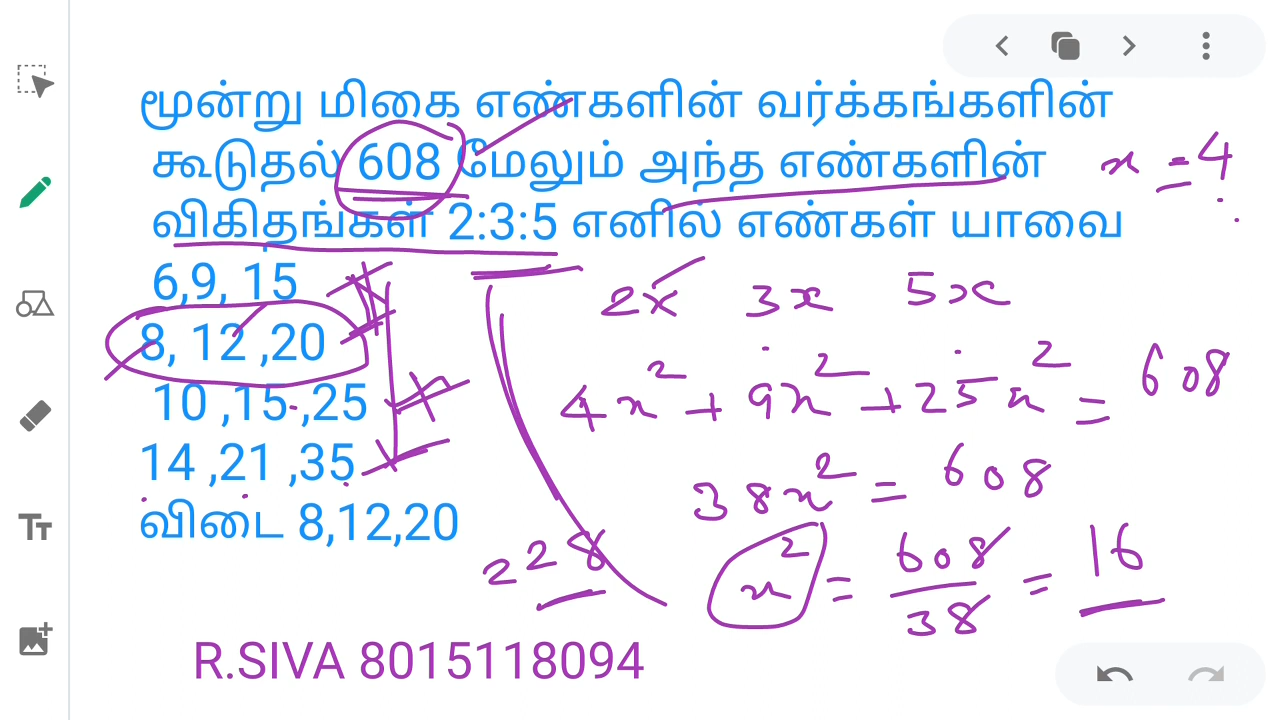 மூன்று மிகை எண்களின் வர்க்கங்களின்
கூடுதல் 608 மேலும் அந்த எண்களின்
விகிதங்கள் 2:3:5 எனில் எண்கள் யாவை
6,9, 15
8, 12 ,20
10 ,15 ,25
14 ,21 ,35
விடை 8,12,20
x = 4
2x 3x 5x
4x² + 9x² + 25x² = 608
38x² = 608
x² = 608/38 = 16
228
R.SIVA 8015118094
Tт